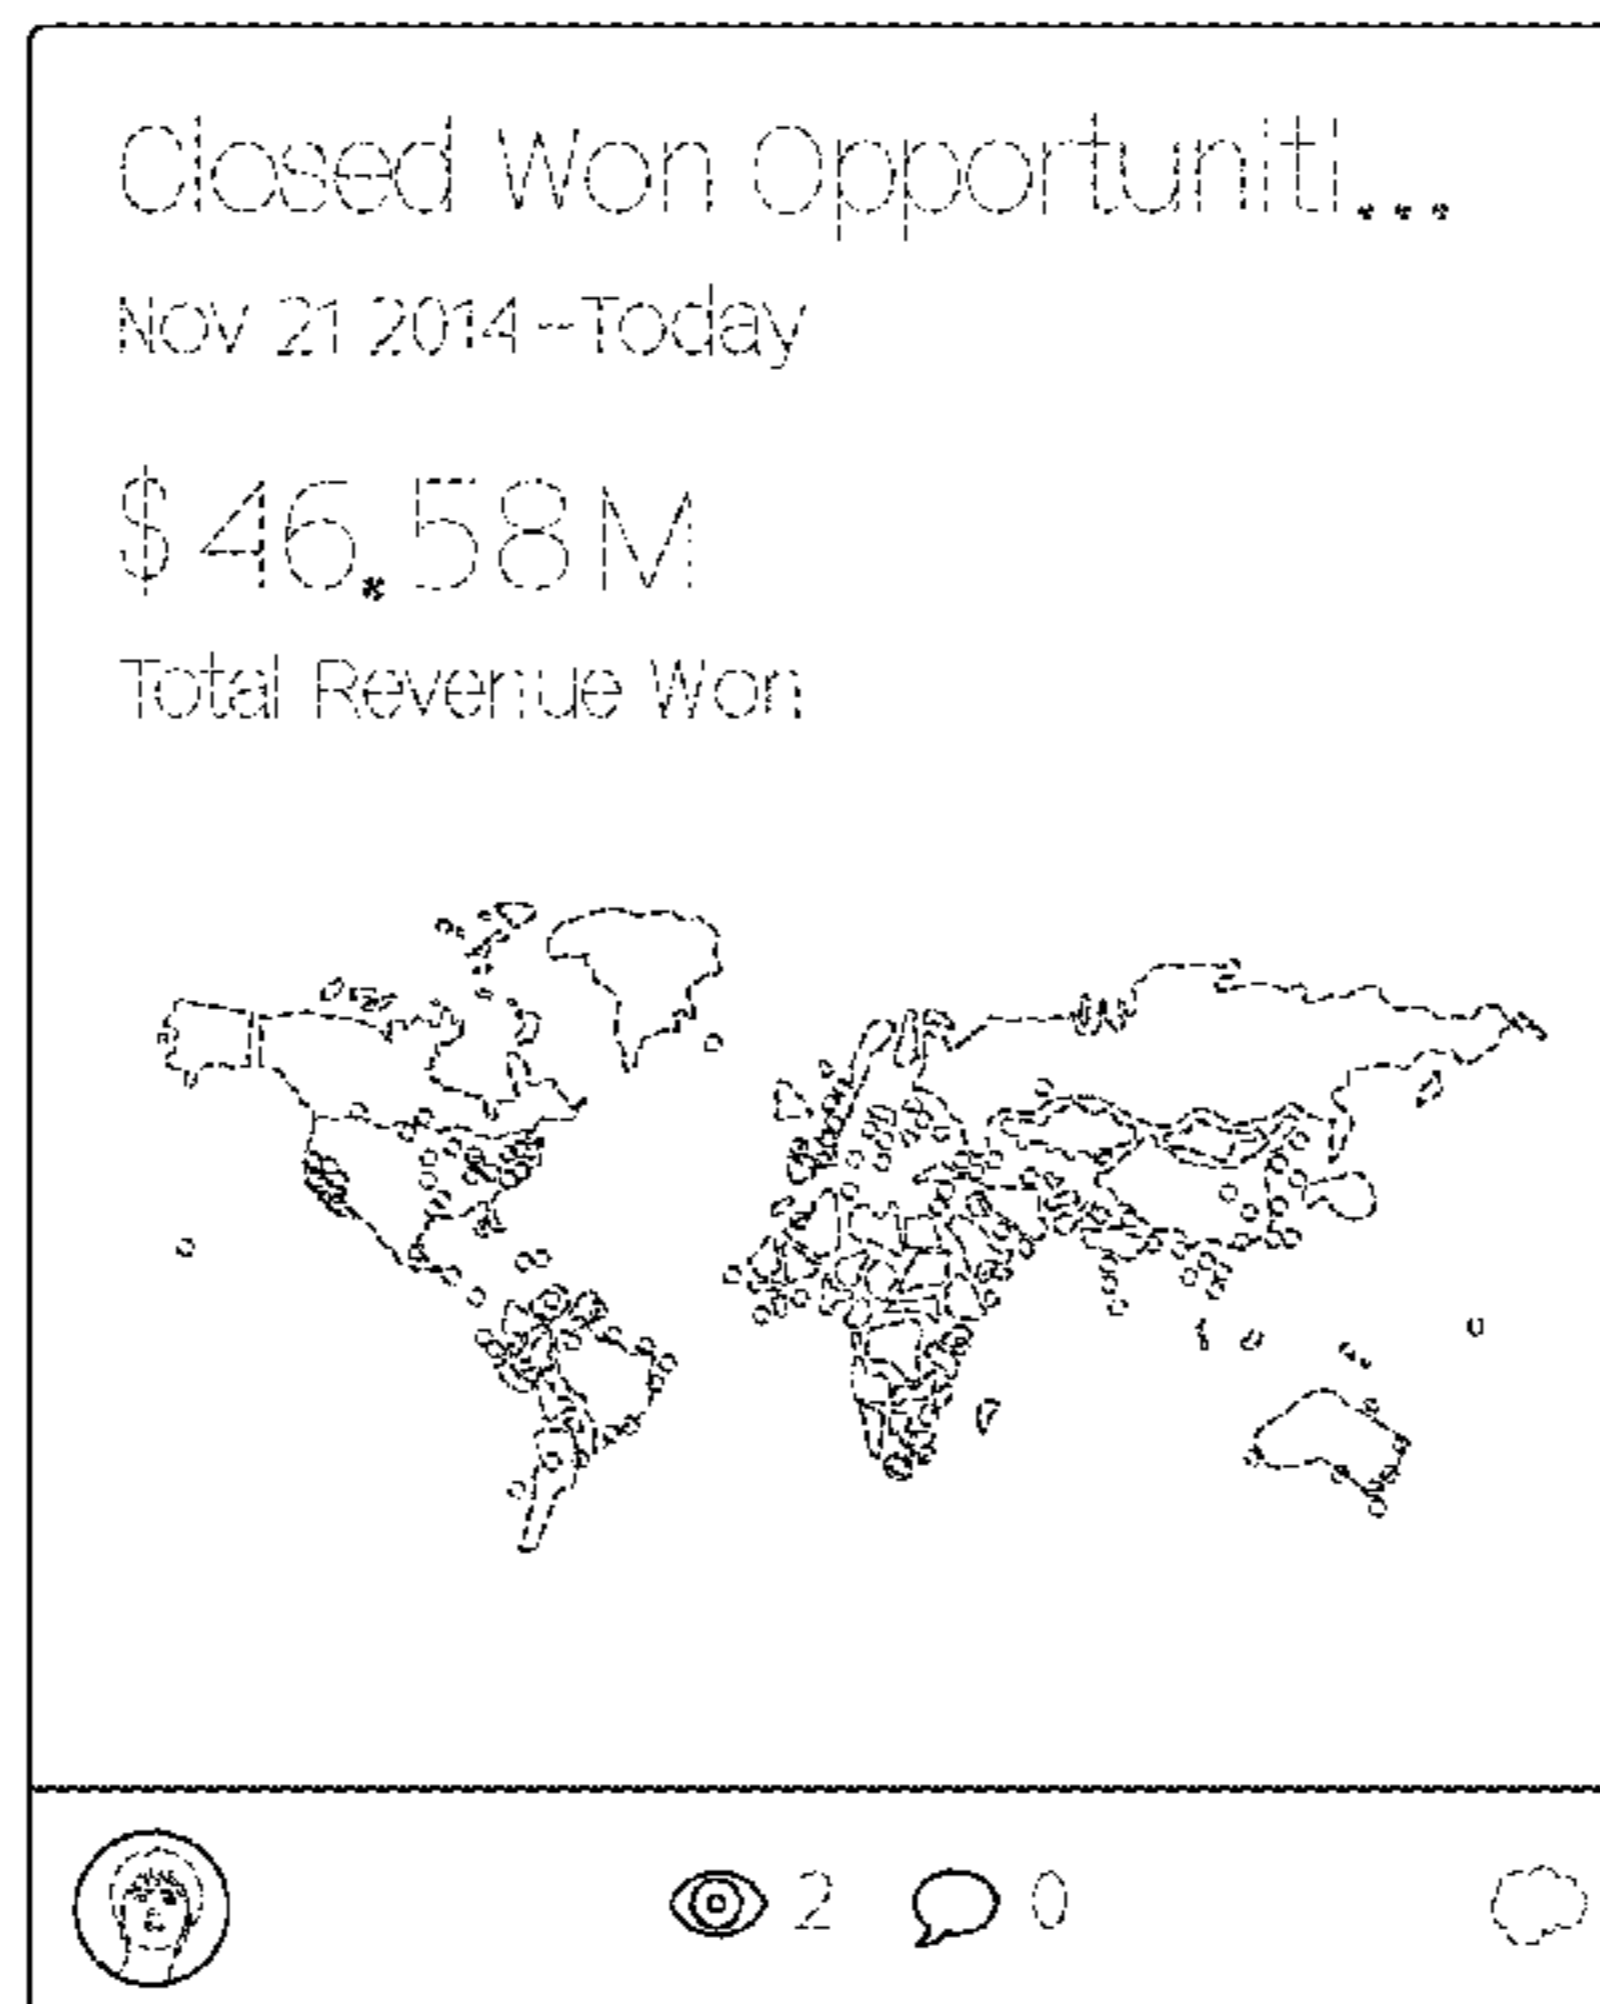 Closed Won Opportuniti...
Nov 21 2014--Today
$46.58M
Total Revenue Won
2 0